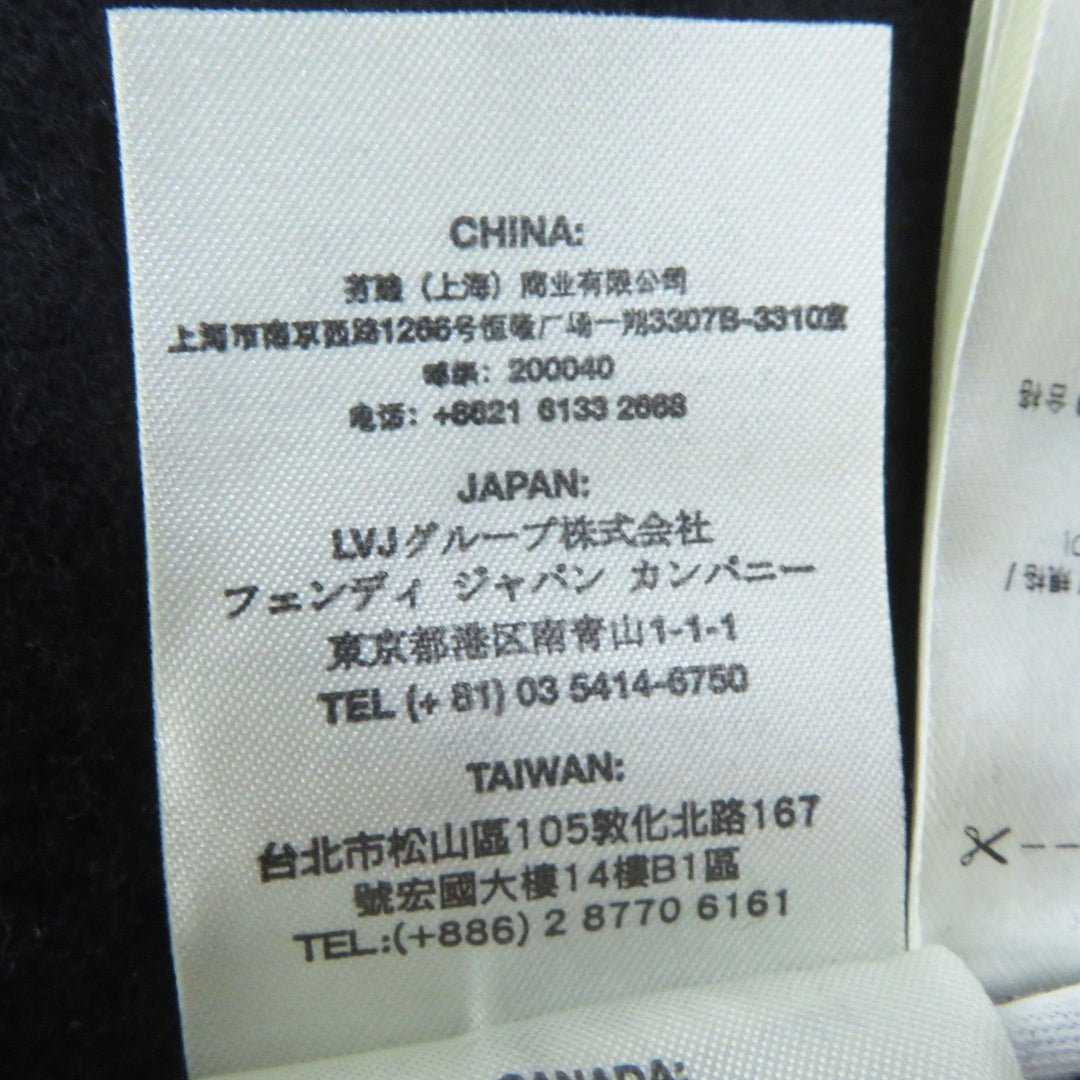 CHINA:
(上海) 商业有限公司
上海市南京西路1266号恒隆广场一期3307B-3310室
邮编: 200040
电话: +8621 6133 2668
JAPAN:
LVJグループ株式会社
フェンディ ジャパン カンパニー
東京都港区南青山1-1-1
TEL (+ 81) 03 5414-6750
TAIWAN:
台北市松山區105敦化北路167
號宏國大樓14樓B1區
TEL.:(+886) 2 8770 6161
CANADA:
合格
規格 /